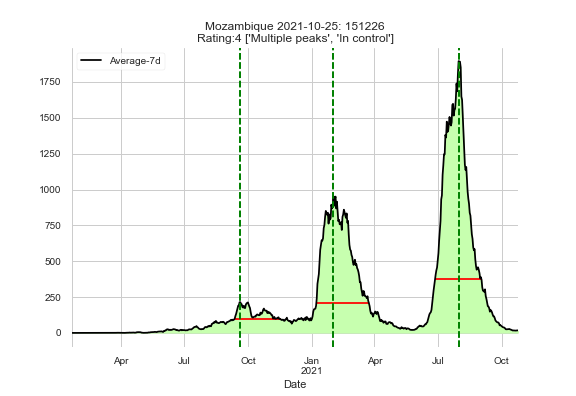 Mozambique 2021-10-25: 151226
Rating:4 ['Multiple peaks', 'In control']
Average-7d
1750
1500
1250
1000
750
500
250
0
Apr Jul Oct Jan Apr Jul Oct
2021
Date